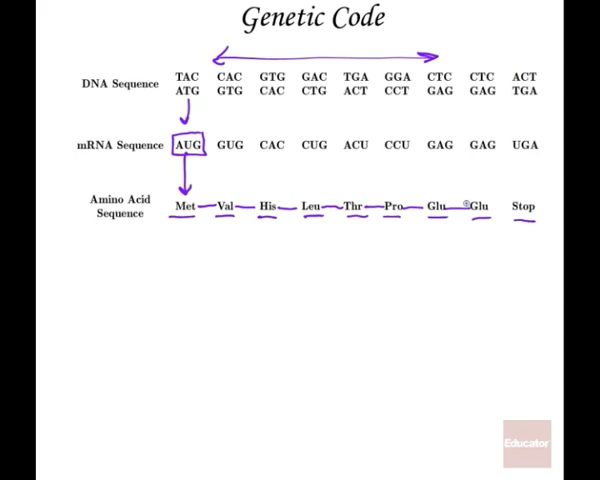 Genetic Code
DNA Sequence TAC CAC GTG GAC TGA GGA CTC CTC ACT
ATG GTG CAC CTG ACT CCT GAG GAG TGA
mRNA Sequence AUG GUG CAC CUG ACU CCU GAG GAG UGA
Amino Acid Sequence Met Val His Leu Thr Pro Glu Glu Stop
Educator